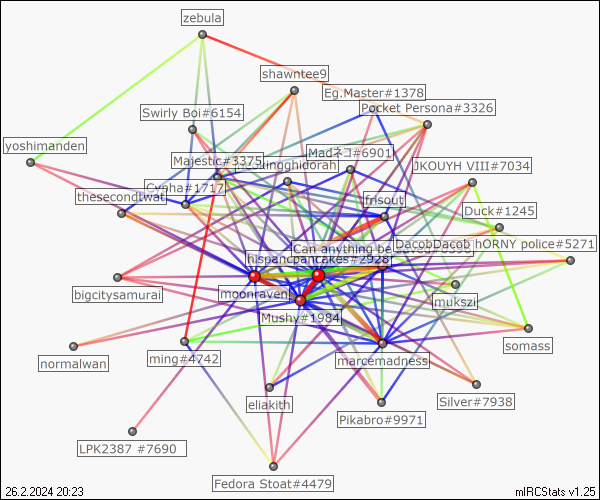 zebula
shawntee9
Eg.Master#1378
Pocket Persona#3326
Swirly Boi#6154
yoshimanden
Majestic#3375
MadネJ#6901
JKOUYH VIII#7034
Cypha#1717
thesecondtwat
frisout
Duck#1245
Can anything be
DacobDacob hORNY police#5271
hispancpancakes#2928
moonraven
bigcitysamurai
mukszi
Mushy#1984
somass
normalwan
ming#4742
marcemadness
eliakith
Silver#7938
Pikabro#9971
LPK2387 #7690
Fedora Stoat#4479
26.2.2024 20:23
mIRCStats v1.25